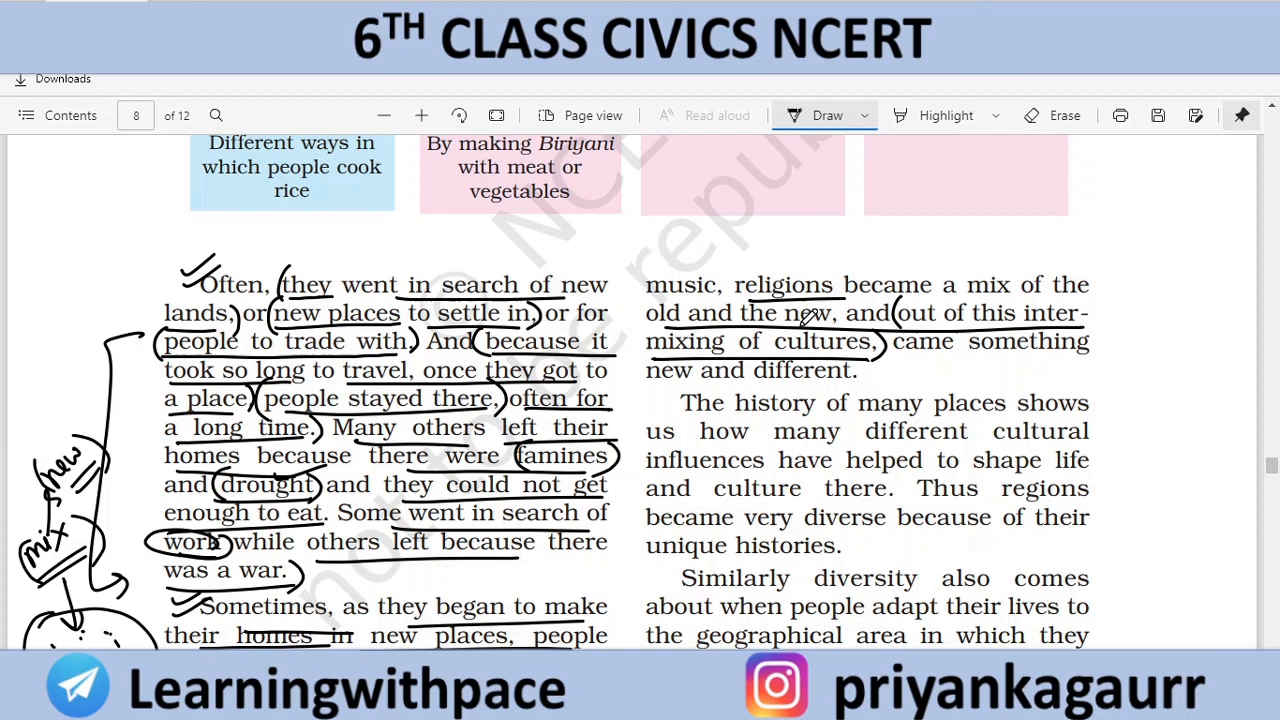 6TH CLASS CIVICS NCERT
Downloads
Contents 8 of 12 Page view Read aloud Draw Highlight Erase
Different ways in
which people cook
rice
By making Biriyani
with meat or
vegetables
Often, they went in search of new
lands, or new places to settle in, or for
people to trade with. And because it
took so long to travel, once they got to
a place, people stayed there, often for
a long time. Many others left their
homes because there were famines
and drought and they could not get
enough to eat. Some went in search of
work while others left because there
was a war.
Sometimes, as they began to make
their homes in new places, people
new
mix
music, religions became a mix of the
old and the new, and out of this inter-
mixing of cultures, came something
new and different.
The history of many places shows
us how many different cultural
influences have helped to shape life
and culture there. Thus regions
became very diverse because of their
unique histories.
Similarly diversity also comes
about when people adapt their lives to
the geographical area in which they
© NCE
not to be repub
Learningwithpace
priyankagaurr